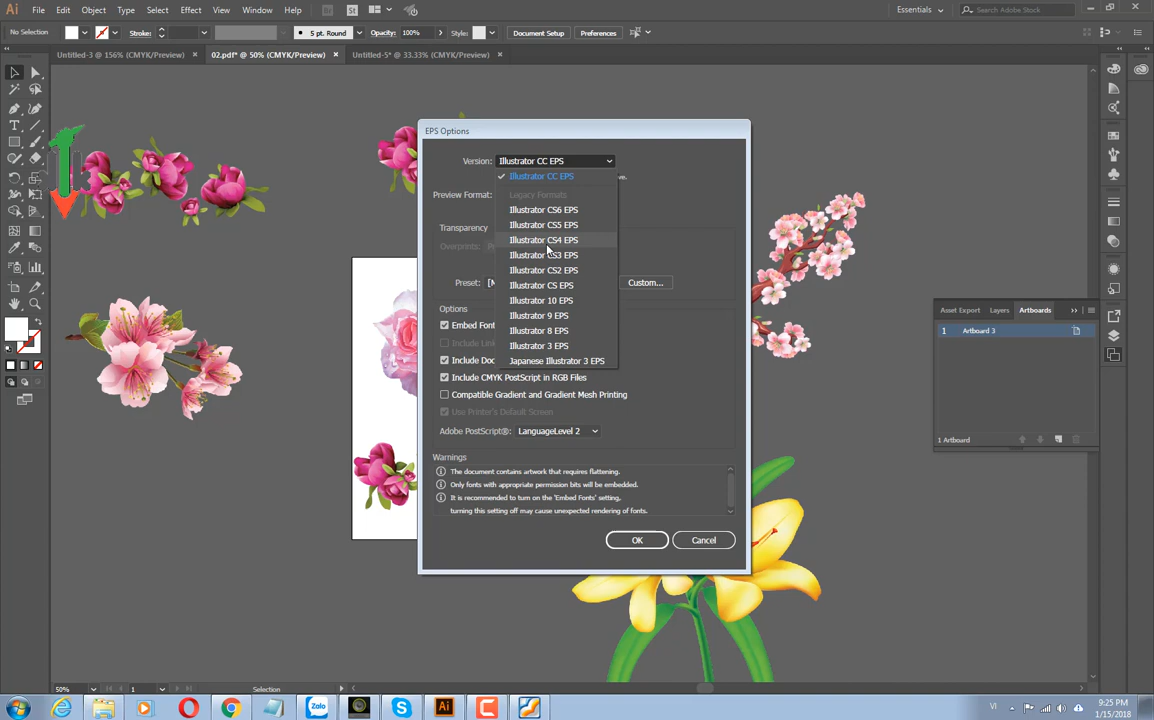 Ai File Edit Object Type Select Effect View Window Help Br St Essentials Search Adobe Stock
No Selection Stroke: 5 pt. Round Opacity: 100% Style: Document Setup Preferences
Untitled-3 @ 156% (CMYK/Preview) × 02.pdf* @ 50% (CMYK/Preview) × Untitled-5* @ 33.33% (CMYK/Preview) ×
EPS Options
Version: Illustrator CC EPS
Illustrator CC EPS
Legacy Formats
Illustrator CS6 EPS
Illustrator CS5 EPS
Illustrator CS4 EPS
Illustrator CS3 EPS
Illustrator CS2 EPS
Illustrator CS EPS
Illustrator 10 EPS
Illustrator 9 EPS
Illustrator 8 EPS
Illustrator 3 EPS
Japanese Illustrator 3 EPS
Preview Format:
Transparency
Overprints:
Preset: Custom...
Options
Embed Font
Include Lin
Include Doc
Include CMYK PostScript in RGB Files
Compatible Gradient and Gradient Mesh Printing
Use Printer's Default Screen
Adobe PostScript®: LanguageLevel 2
Warnings
The document contains artwork that requires flattening.
Only fonts with appropriate permission bits will be embedded.
It is recommended to turn on the 'Embed Fonts' setting,
turning this setting off may cause unexpected rendering of fonts.
OK Cancel
Asset Export Layers Artboards
1 Artboard 3
1 Artboard
50% 1 Selection
Zalo Ai VI 9:25 PM
1/15/2018